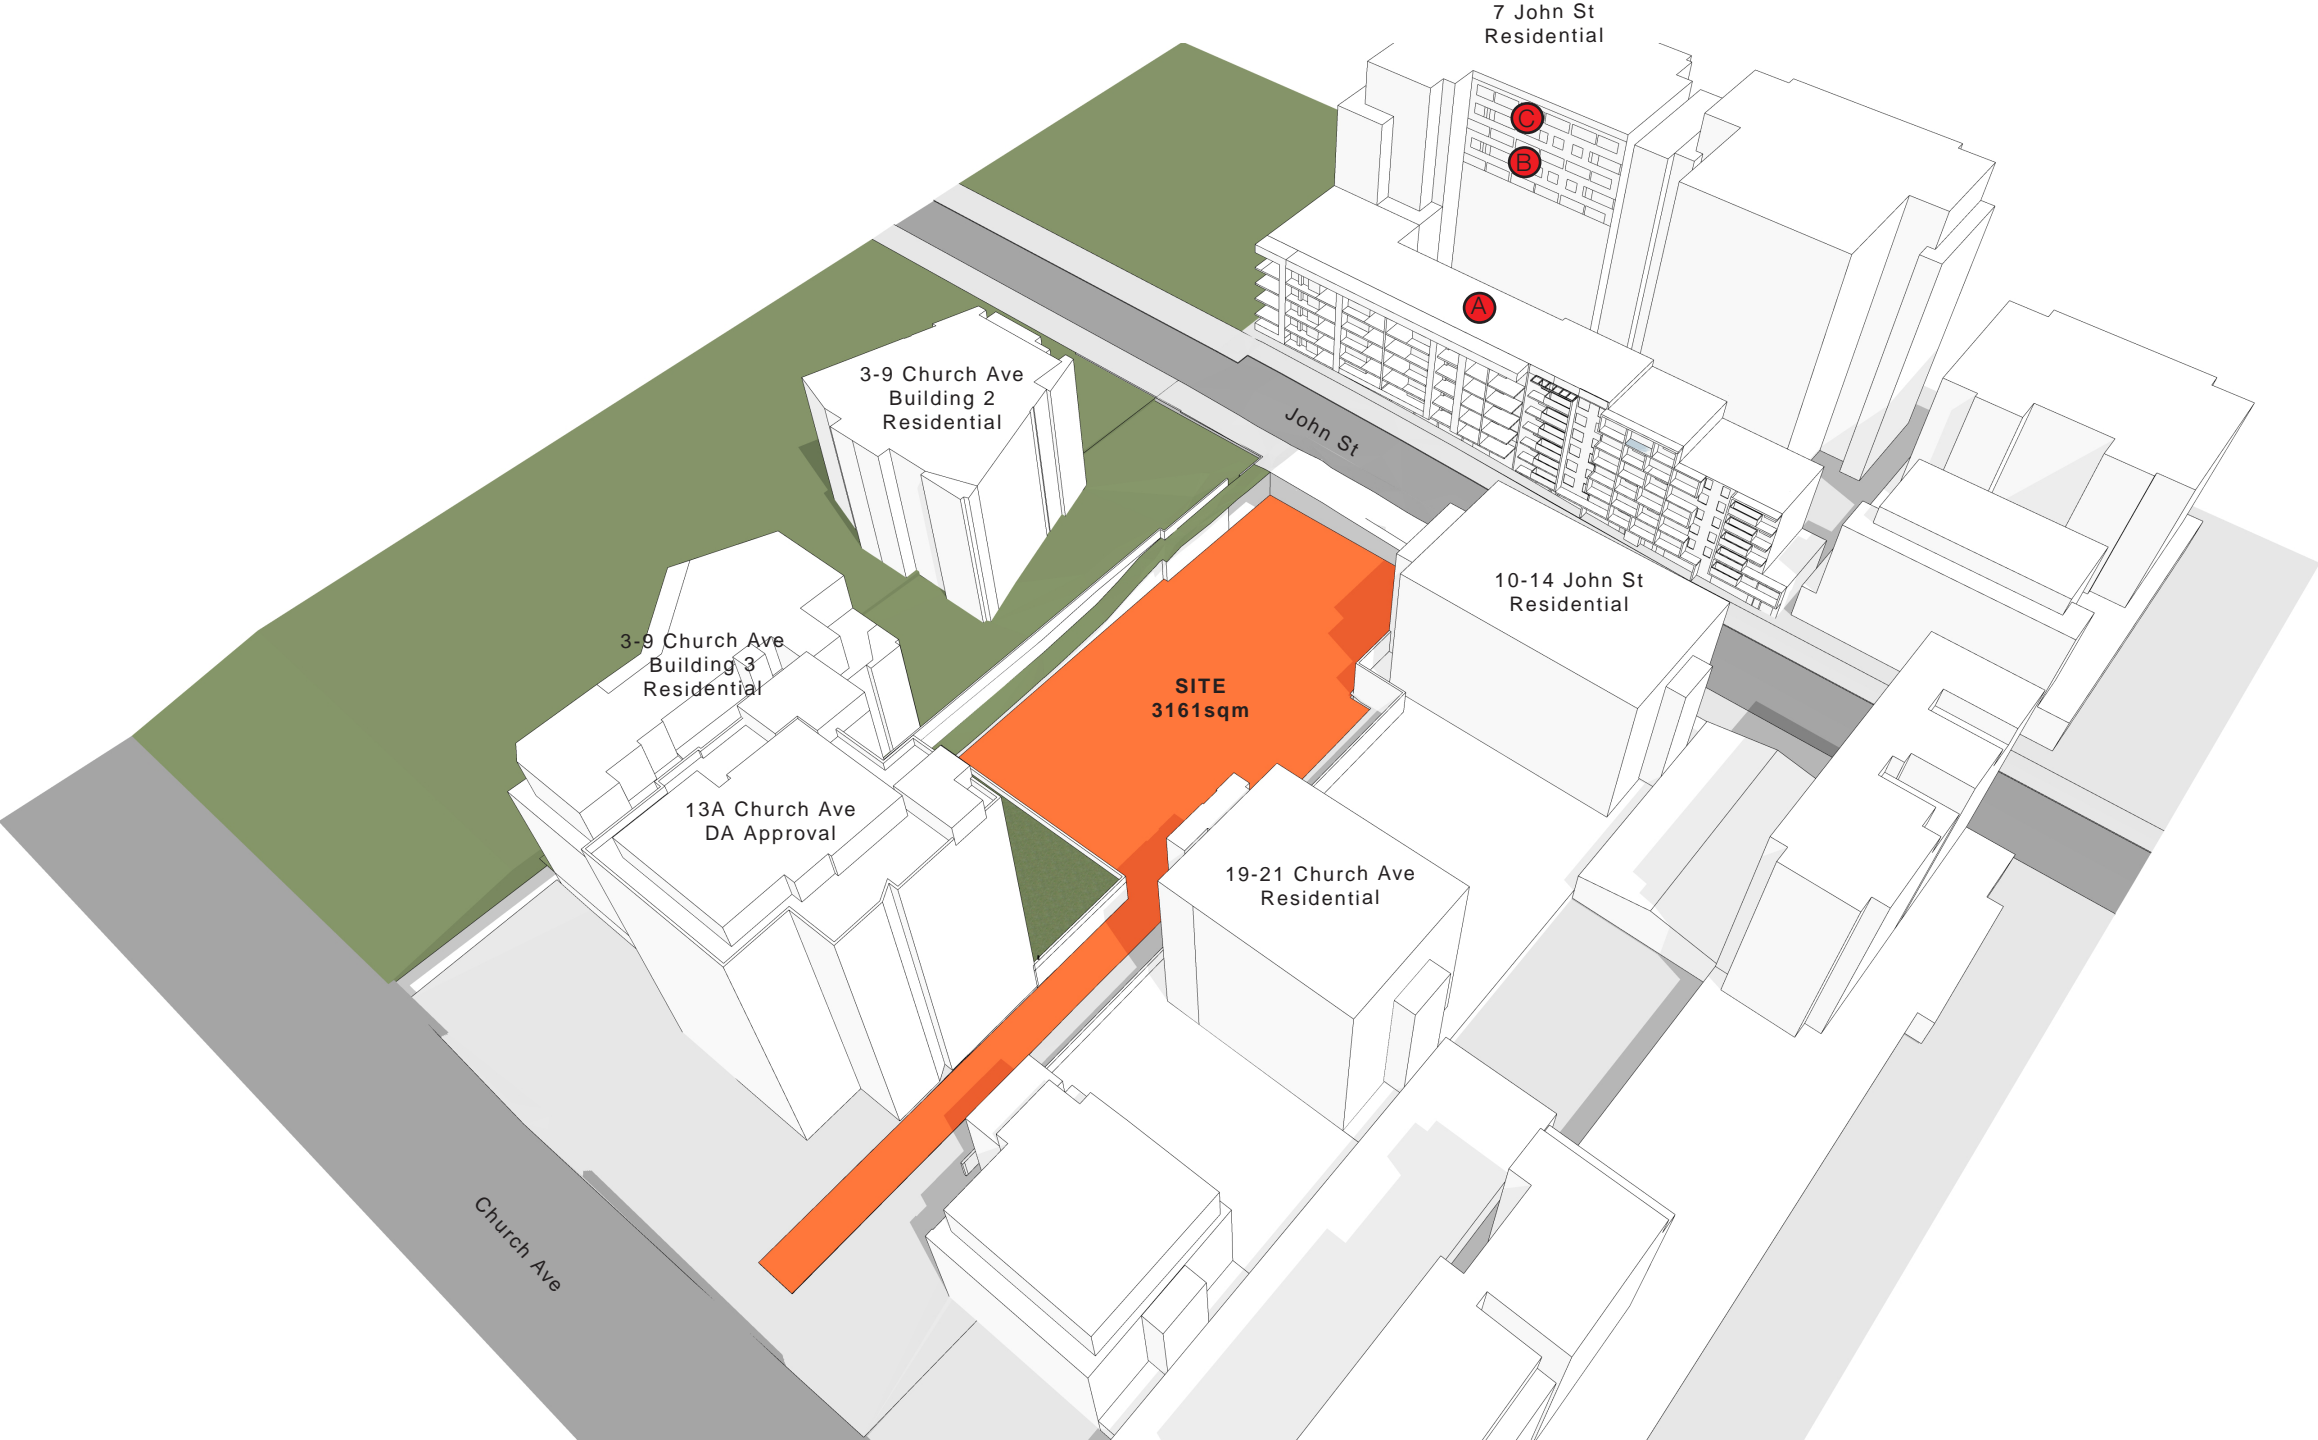 7 John St
Residential
C
B
A
3-9 Church Ave
Building 2
Residential
John St
10-14 John St
Residential
3-9 Church Ave
Building 3
Residential
SITE
3161sqm
13A Church Ave
DA Approval
19-21 Church Ave
Residential
Church Ave